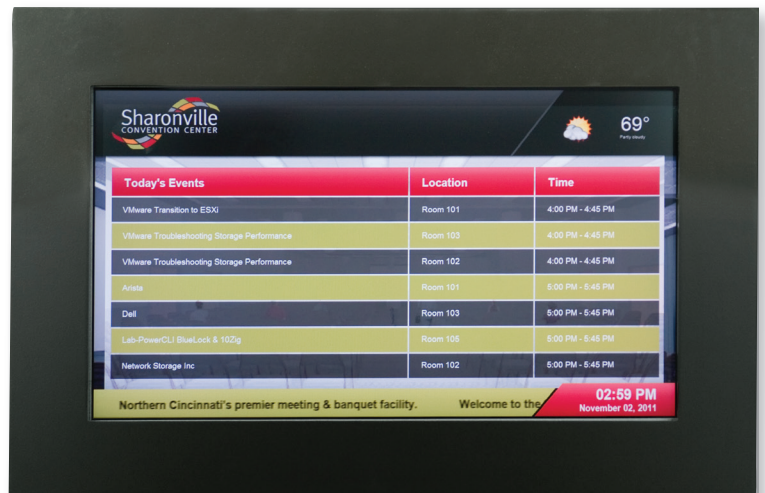 Sharonville
CONVENTION CENTER
69°
Partly cloudy
Today's Events Location Time
VMware Transition to ESXi Room 101 4:00 PM - 4:45 PM
VMware Troubleshooting Storage Performance Room 103 4:00 PM - 4:45 PM
VMware Troubleshooting Storage Performance Room 102 4:00 PM - 4:45 PM
Arista Room 101 5:00 PM - 5:45 PM
Dell Room 103 5:00 PM - 5:45 PM
Lab-PowerCLI BlueLock & 10Zig Room 105 5:00 PM - 5:45 PM
Network Storage Inc Room 102 5:00 PM - 5:45 PM
Northern Cincinnati's premier meeting & banquet facility. Welcome to the
02:59 PM
November 02, 2011